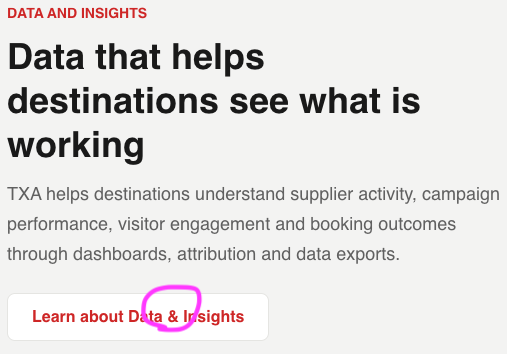 DATA AND INSIGHTS
Data that helps
destinations see what is
working
TXA helps destinations understand supplier activity, campaign
performance, visitor engagement and booking outcomes
through dashboards, attribution and data exports.
Learn about Data & Insights